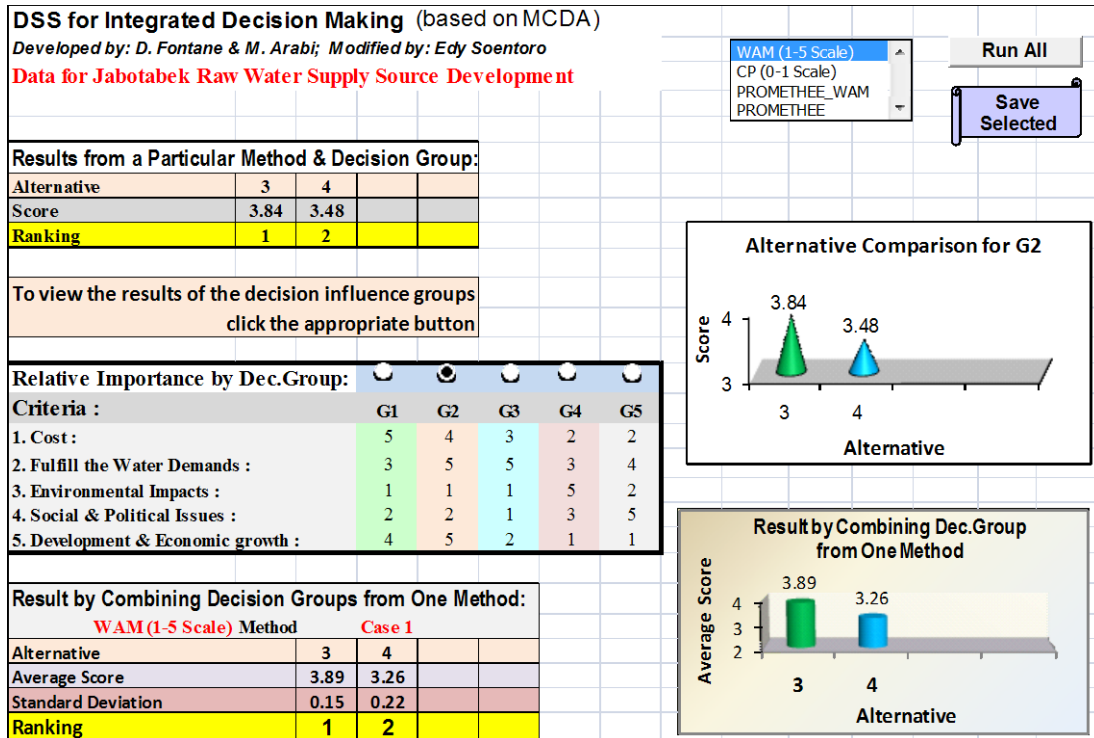 DSS for Integrated Decision Making (based on MCDA)
Developed by: D. Fontane & M. Arabi; Modified by: Edy Soentoro
Data for Jabotabek Raw Water Supply Source Development
WAM (1-5 Scale)
CP (0-1 Scale)
PROMETHEE_WAM
PROMETHEE
Run All
Save
Selected
Results from a Particular Method & Decision Group:
Alternative 3 4
Score 3.84 3.48
Ranking 1 2
To view the results of the decision influence groups
click the appropriate button
Alternative Comparison for G2
Score
4
3
3.84
3.48
3 4
Alternative
Relative Importance by Dec.Group:
Criteria : G1 G2 G3 G4 G5
1. Cost : 5 4 3 2 2
2. Fulfill the Water Demands : 3 5 5 3 4
3. Environmental Impacts : 1 1 1 5 2
4. Social & Political Issues : 2 2 1 3 5
5. Development & Economic growth : 4 5 2 1 1
Result by Combining Decision Groups from One Method:
WAM (1-5 Scale) Method Case 1
Alternative 3 4
Average Score 3.89 3.26
Standard Deviation 0.15 0.22
Ranking 1 2
Result by Combining Dec.Group
from One Method
Average Score
4
3
2
3.89
3.26
3 4
Alternative